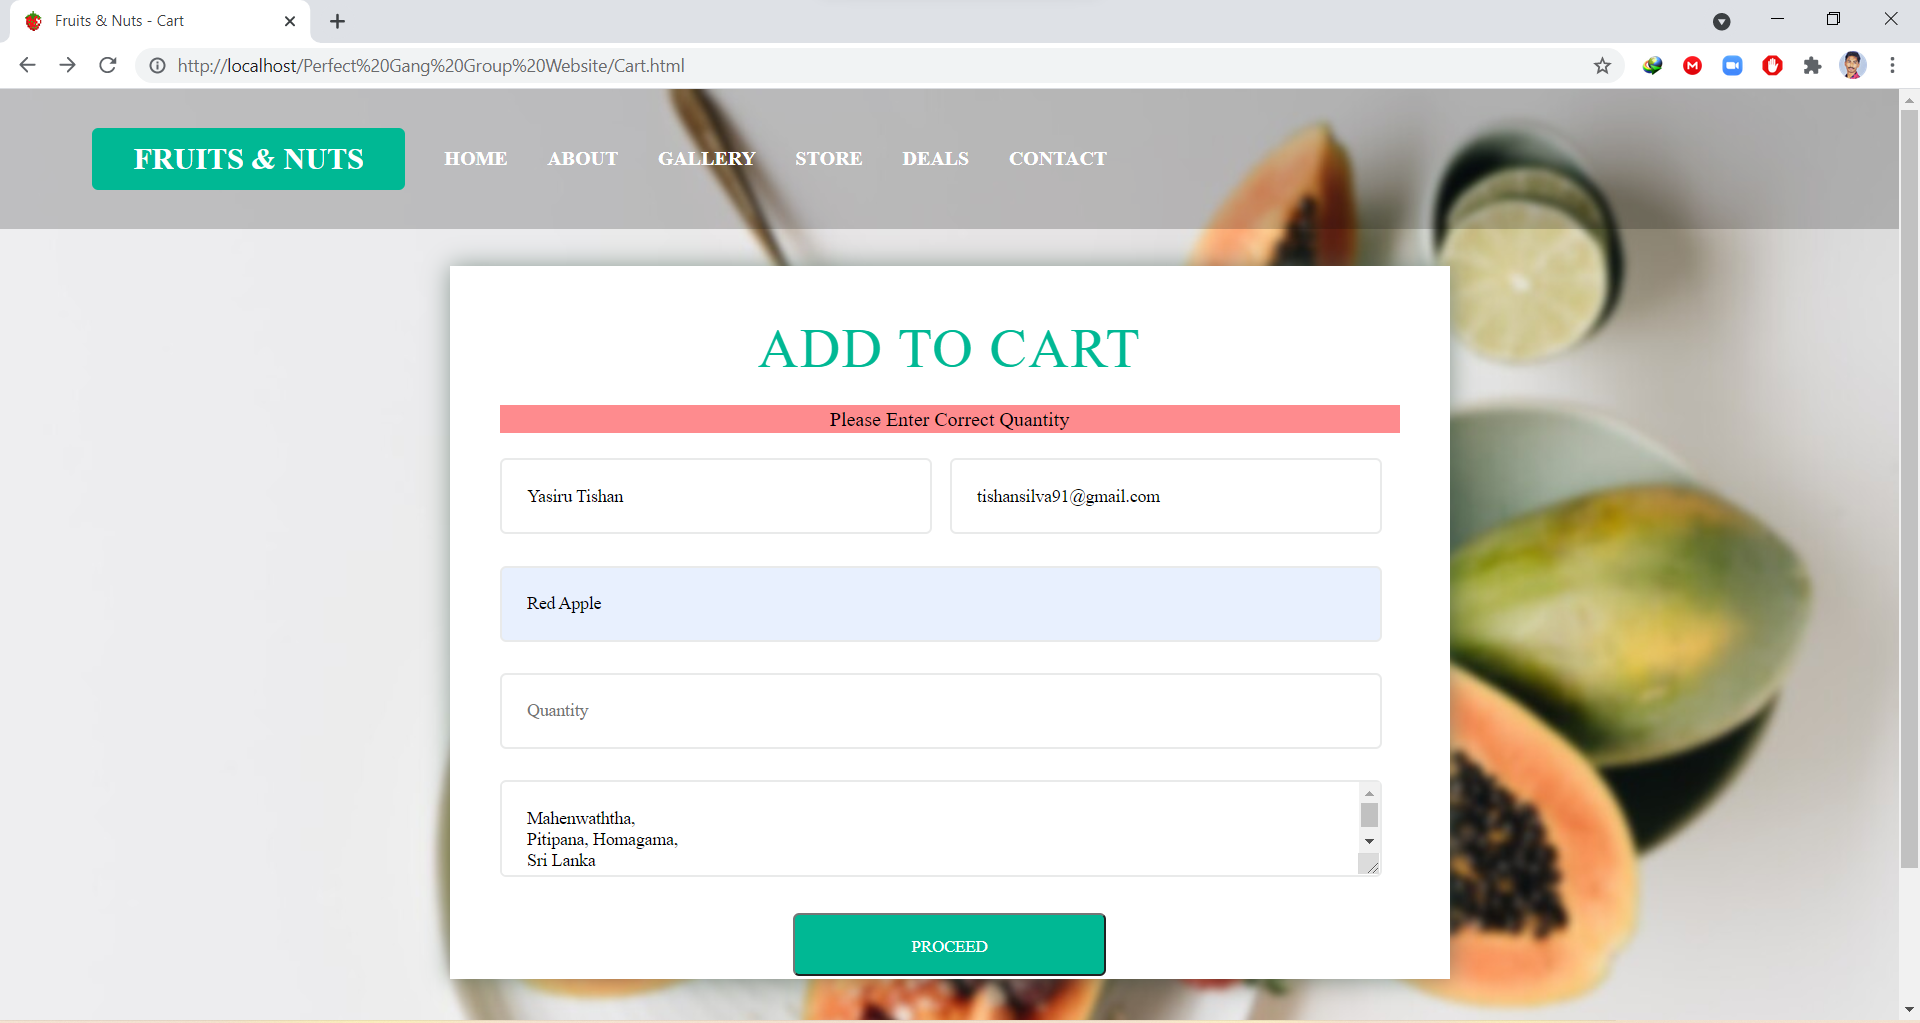 Fruits & Nuts - Cart
http://localhost/Perfect%20Gang%20Group%20Website/Cart.html
FRUITS & NUTS HOME ABOUT GALLERY STORE DEALS CONTACT
ADD TO CART
Please Enter Correct Quantity
Yasiru Tishan tishansilva91@gmail.com
Red Apple
Quantity
Mahenwaththa,
Pitipana, Homagama,
Sri Lanka
PROCEED